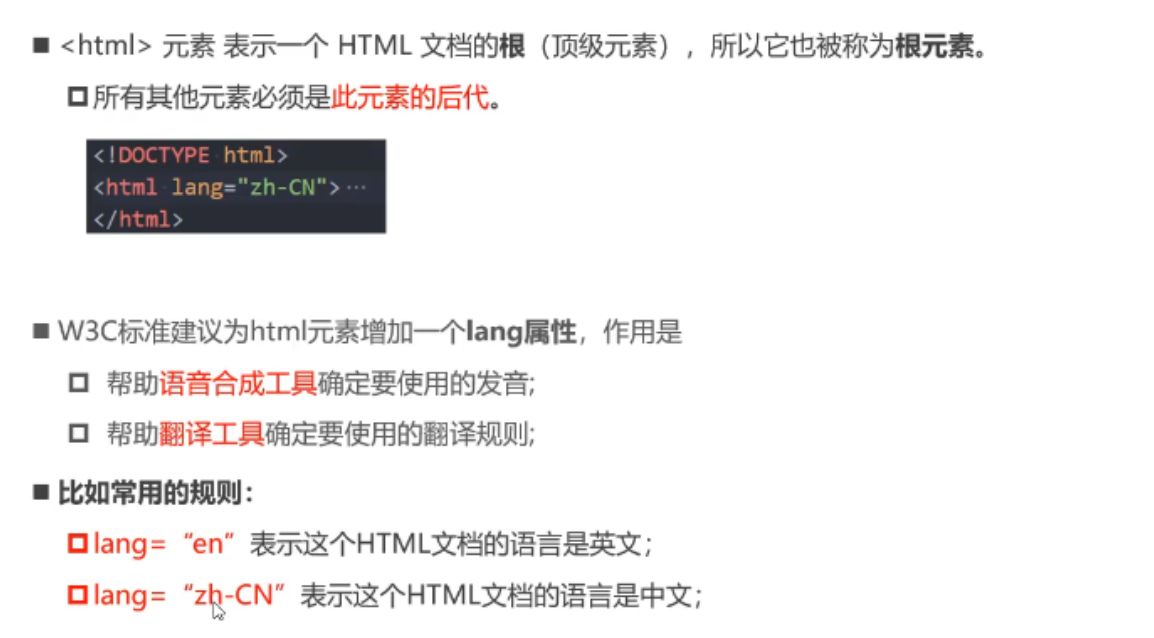 ■ <html> 元素 表示一个 HTML 文档的根（顶级元素），所以它也被称为根元素。
所有其他元素必须是此元素的后代。
<!DOCTYPE html>
<html lang="zh-CN">···
</html>
■ W3C标准建议为html元素增加一个lang属性，作用是
帮助语音合成工具确定要使用的发音;
帮助翻译工具确定要使用的翻译规则;
■ 比如常用的规则：
lang=“en”表示这个HTML文档的语言是英文；
lang=“zh-CN”表示这个HTML文档的语言是中文；